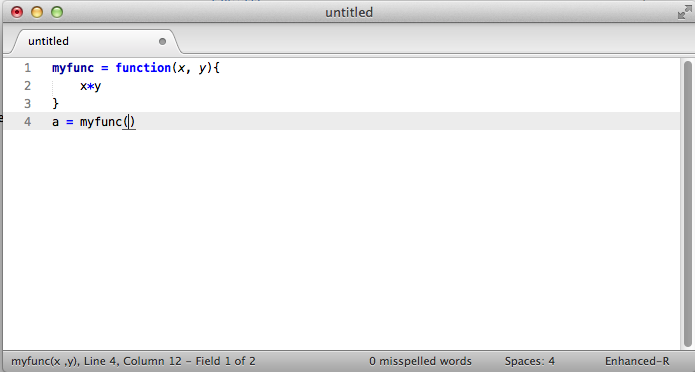 untitled
untitled
1 myfunc = function(x, y){
2 x*y
3 }
4 a = myfunc()
myfunc(x ,y), Line 4, Column 12 – Field 1 of 2 0 misspelled words Spaces: 4 Enhanced-R